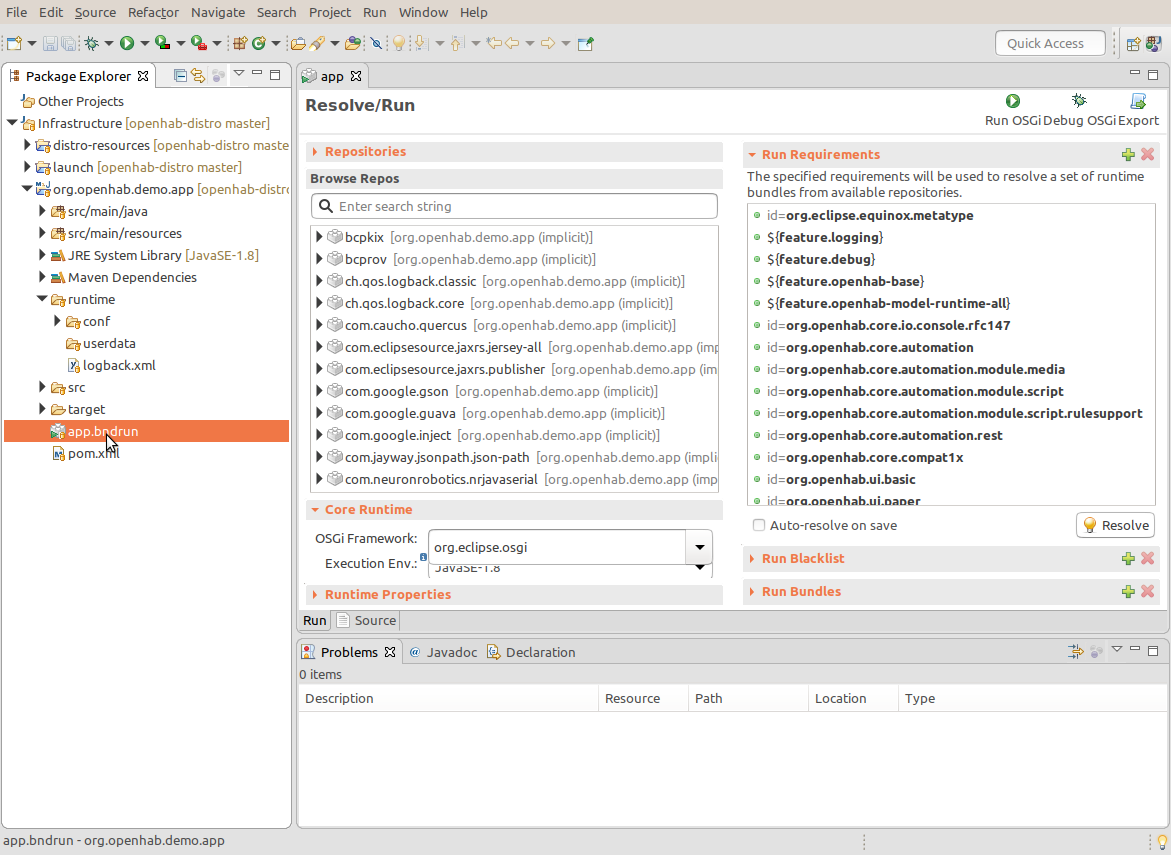 File Edit Source Refactor Navigate Search Project Run Window Help
Quick Access
Package Explorer
Other Projects
Infrastructure [openhab-distro master]
distro-resources [openhab-distro maste
launch [openhab-distro master]
org.openhab.demo.app [openhab-distro
src/main/java
src/main/resources
JRE System Library [JavaSE-1.8]
Maven Dependencies
runtime
conf
userdata
logback.xml
src
target
app.bndrun
pom.xml
app
Resolve/Run
Run OSGi Debug OSGi Export
Repositories
Browse Repos
Enter search string
bcpkix [org.openhab.demo.app (implicit)]
bcprov [org.openhab.demo.app (implicit)]
ch.qos.logback.classic [org.openhab.demo.app (implicit)]
ch.qos.logback.core [org.openhab.demo.app (implicit)]
com.caucho.quercus [org.openhab.demo.app (implicit)]
com.eclipsesource.jaxrs.jersey-all [org.openhab.demo.app (imp
com.eclipsesource.jaxrs.publisher [org.openhab.demo.app (im
com.google.gson [org.openhab.demo.app (implicit)]
com.google.guava [org.openhab.demo.app (implicit)]
com.google.inject [org.openhab.demo.app (implicit)]
com.jayway.jsonpath.json-path [org.openhab.demo.app (impli
com.neuronrobotics.nrjavaserial [org.openhab.demo.app (imp
Core Runtime
OSGi Framework: org.eclipse.osgi
Execution Env.: JavaSE-1.8
Runtime Properties
Run Requirements
The specified requirements will be used to resolve a set of runtime
bundles from available repositories.
id=org.eclipse.equinox.metatype
${feature.logging}
${feature.debug}
${feature.openhab-base}
${feature.openhab-model-runtime-all}
id=org.openhab.core.io.console.rfc147
id=org.openhab.core.automation
id=org.openhab.core.automation.module.media
id=org.openhab.core.automation.module.script
id=org.openhab.core.automation.module.script.rulesupport
id=org.openhab.core.automation.rest
id=org.openhab.core.compat1x
id=org.openhab.ui.basic
id=org.openhab.ui.paper
Auto-resolve on save
Resolve
Run Blacklist
Run Bundles
Run Source
Problems Javadoc Declaration
0 items
Description Resource Path Location Type
app.bndrun - org.openhab.demo.app